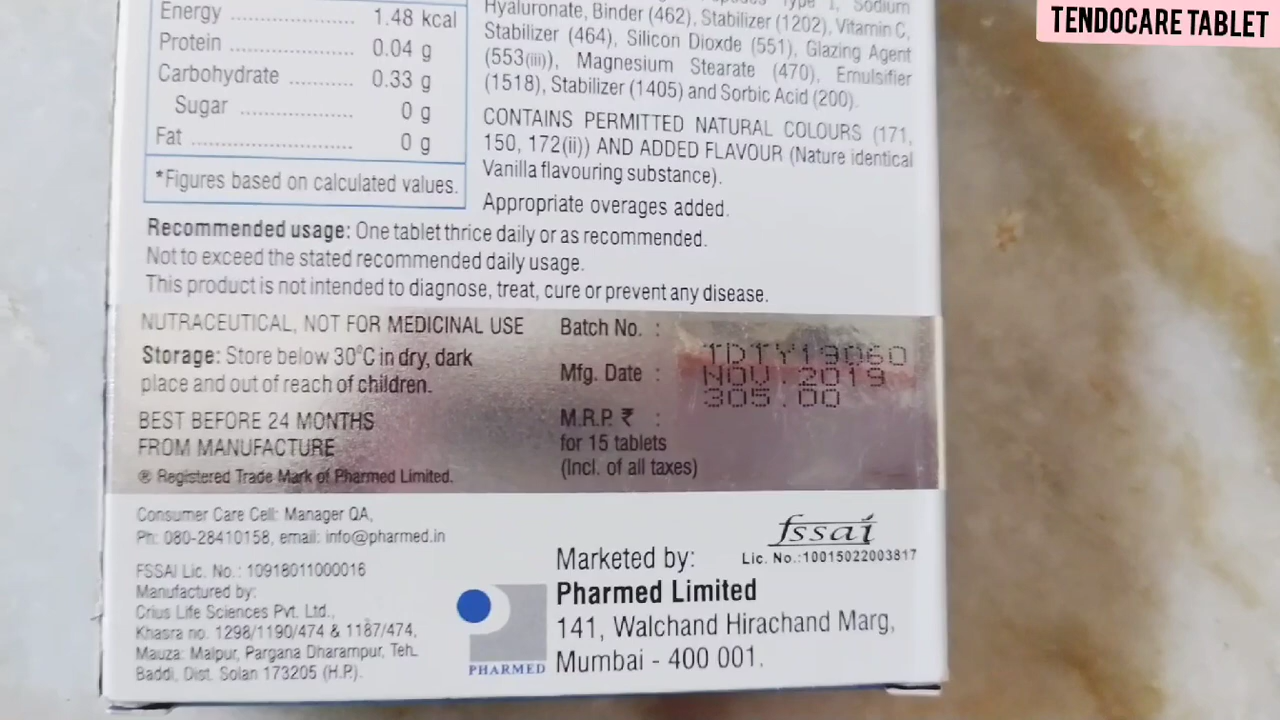 TENDOCARE TABLET
Energy 1.48 kcal
Protein 0.04 g
Carbohydrate 0.33 g
Sugar 0 g
Fat 0 g
*Figures based on calculated values.
Type 1, Sodium
Hyaluronate, Binder (462), Stabilizer (1202), Vitamin C,
Stabilizer (464), Silicon Dioxde (551), Glazing Agent
(553(iii)), Magnesium Stearate (470), Emulsifier
(1518), Stabilizer (1405) and Sorbic Acid (200).
CONTAINS PERMITTED NATURAL COLOURS (171,
150, 172(ii)) AND ADDED FLAVOUR (Nature identical
Vanilla flavouring substance).
Appropriate overages added.
Recommended usage: One tablet thrice daily or as recommended.
Not to exceed the stated recommended daily usage.
This product is not intended to diagnose, treat, cure or prevent any disease.
NUTRACEUTICAL, NOT FOR MEDICINAL USE
Storage: Store below 30°C in dry, dark
place and out of reach of children.
BEST BEFORE 24 MONTHS
FROM MANUFACTURE
® Registered Trade Mark of Pharmed Limited.
Batch No. : TDTY19060
Mfg. Date : NOV. 2019
M.R.P. ₹ : 305.00
for 15 tablets
(Incl. of all taxes)
Consumer Care Cell: Manager QA,
Ph: 080-28410158, email: info@pharmed.in
FSSAI Lic. No.: 10918011000016
Manufactured by:
Crius Life Sciences Pvt. Ltd.,
Khasra no. 1298/1190/474 & 1187/474,
Mauza: Malpur, Pargana Dharampur, Teh.
Baddi, Dist. Solan 173205 (H.P.).
PHARMED
fssai
Lic. No.:10015022003817
Marketed by:
Pharmed Limited
141, Walchand Hirachand Marg,
Mumbai - 400 001.